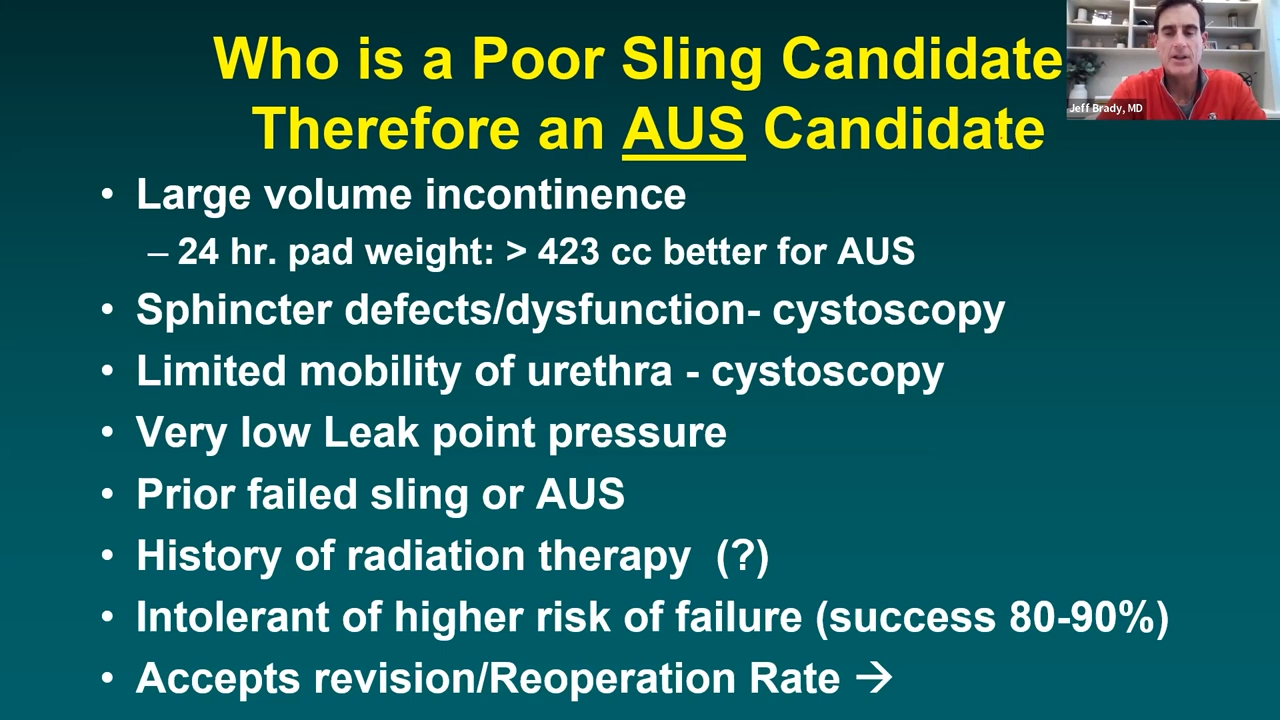 Who is a Poor Sling Candidate
Therefore an AUS Candidate
Jeff Brady, MD
• Large volume incontinence
– 24 hr. pad weight: > 423 cc better for AUS
• Sphincter defects/dysfunction- cystoscopy
• Limited mobility of urethra - cystoscopy
• Very low Leak point pressure
• Prior failed sling or AUS
• History of radiation therapy (?)
• Intolerant of higher risk of failure (success 80-90%)
• Accepts revision/Reoperation Rate →